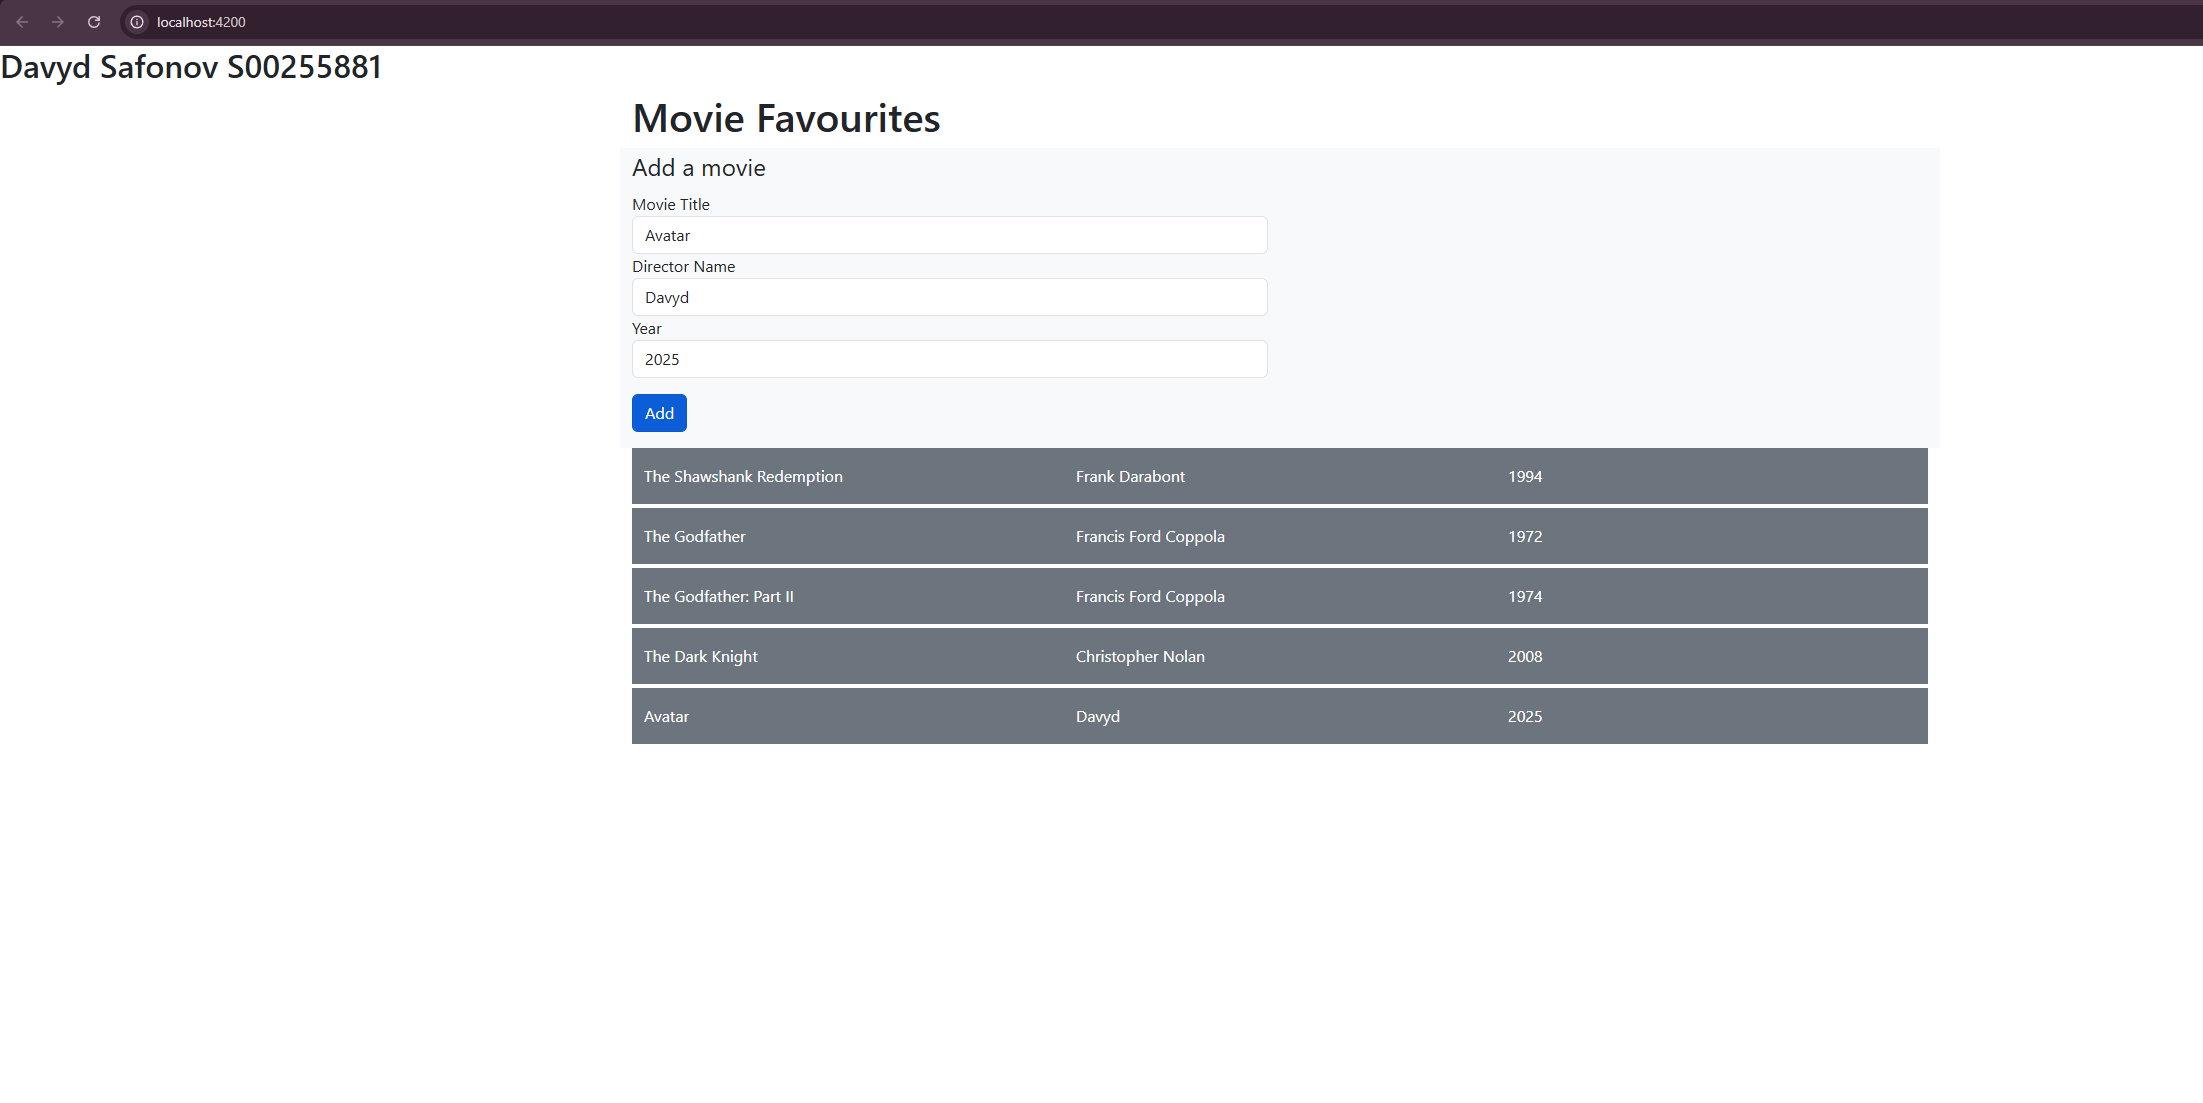 localhost:4200
Davyd Safonov S00255881
Movie Favourites
Add a movie
Movie Title
Avatar
Director Name
Davyd
Year
2025
Add
The Shawshank Redemption Frank Darabont 1994
The Godfather Francis Ford Coppola 1972
The Godfather: Part II Francis Ford Coppola 1974
The Dark Knight Christopher Nolan 2008
Avatar Davyd 2025